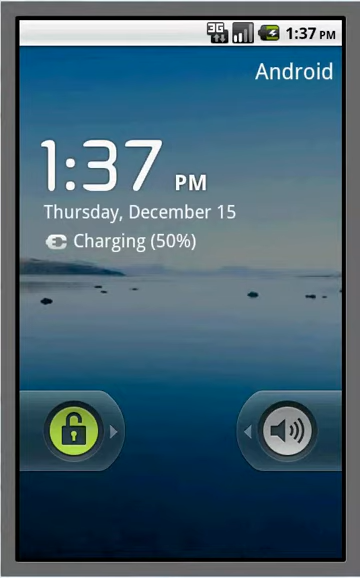 3G
1:37 PM
Android
1:37 PM
Thursday, December 15
Charging (50%)